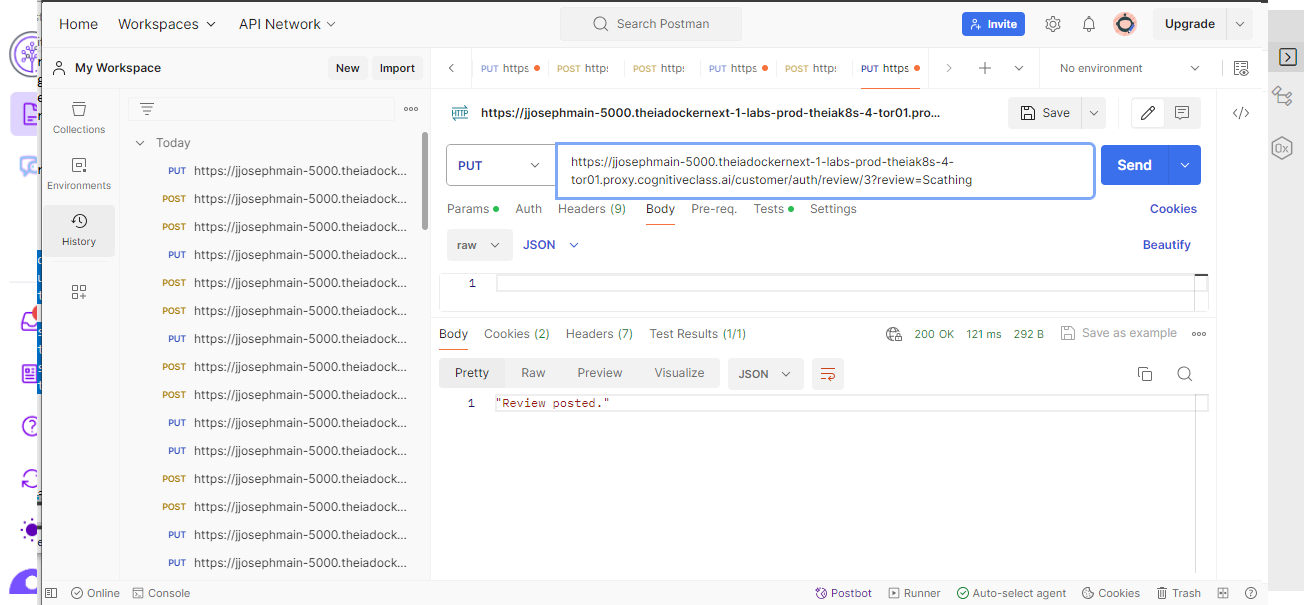 Home
Workspaces
API Network
Search Postman
Invite
Upgrade
My Workspace
New
Import
PUT https
POST http:
POST http:
PUT https
POST http:
PUT https
No environment
Collections
Environments
History
Today
PUT https://jjosephmain-5000.theiadock...
POST https://jjosephmain-5000.theiadock...
POST https://jjosephmain-5000.theiadock...
PUT https://jjosephmain-5000.theiadock...
POST https://jjosephmain-5000.theiadock...
POST https://jjosephmain-5000.theiadock...
PUT https://jjosephmain-5000.theiadock...
POST https://jjosephmain-5000.theiadock...
POST https://jjosephmain-5000.theiadock...
PUT https://jjosephmain-5000.theiadock...
PUT https://jjosephmain-5000.theiadock...
POST https://jjosephmain-5000.theiadock...
POST https://jjosephmain-5000.theiadock...
PUT https://jjosephmain-5000.theiadock...
PUT https://jjosephmain-5000.theiadock...
HTTP
https://jjosephmain-5000.theiadockernext-1-labs-prod-theiak8s-4-tor01.pro...
Save
PUT
https://jjosephmain-5000.theiadockernext-1-labs-prod-theiak8s-4-
tor01.proxy.cognitiveclass.ai/customer/auth/review/3?review=Scathing
Send
Params
Auth
Headers (9)
Body
Pre-req.
Tests
Settings
Cookies
raw
JSON
Beautify
1
Body
Cookies (2)
Headers (7)
Test Results (1/1)
200 OK
121 ms
292 B
Save as example
Pretty
Raw
Preview
Visualize
JSON
1 "Review posted."
Online
Console
Postbot
Runner
Auto-select agent
Cookies
Trash
0x